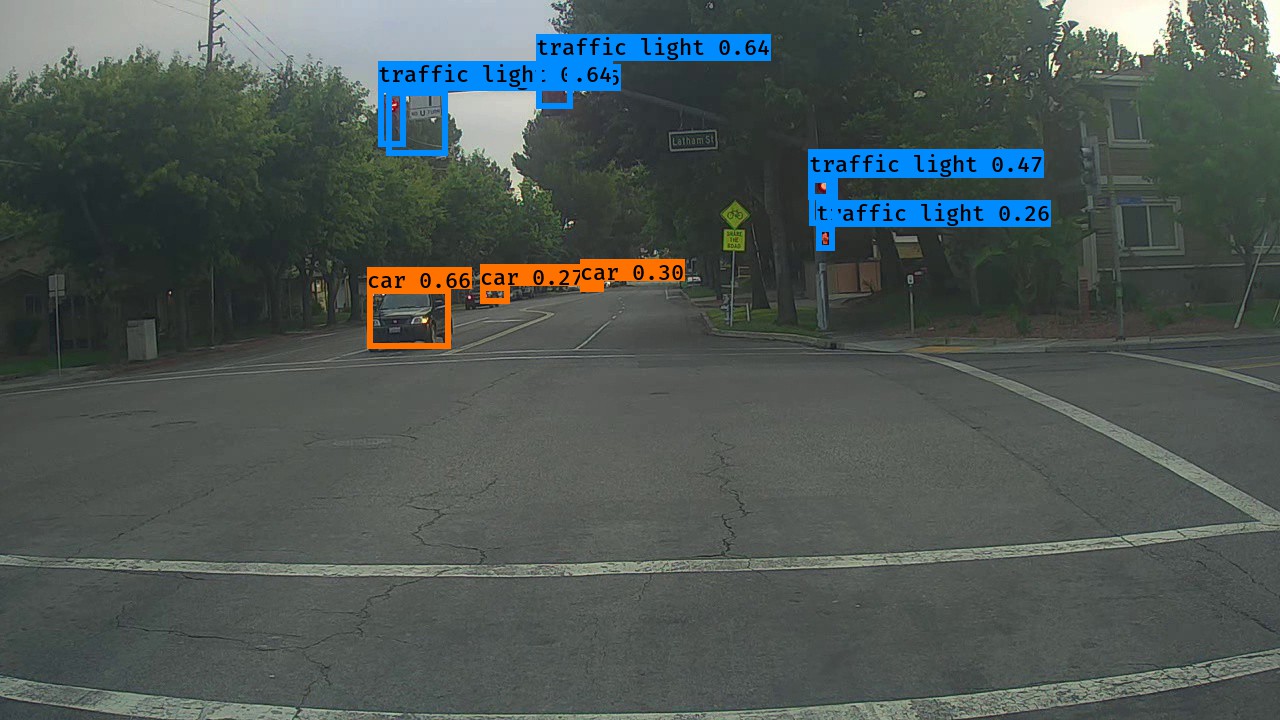 traffic light 0.64
traffic ligh
0.64
Latham St
traffic light 0.47
traffic light 0.26
SHARE
THE
ROAD
car 0.66
car 0.27
car 0.30